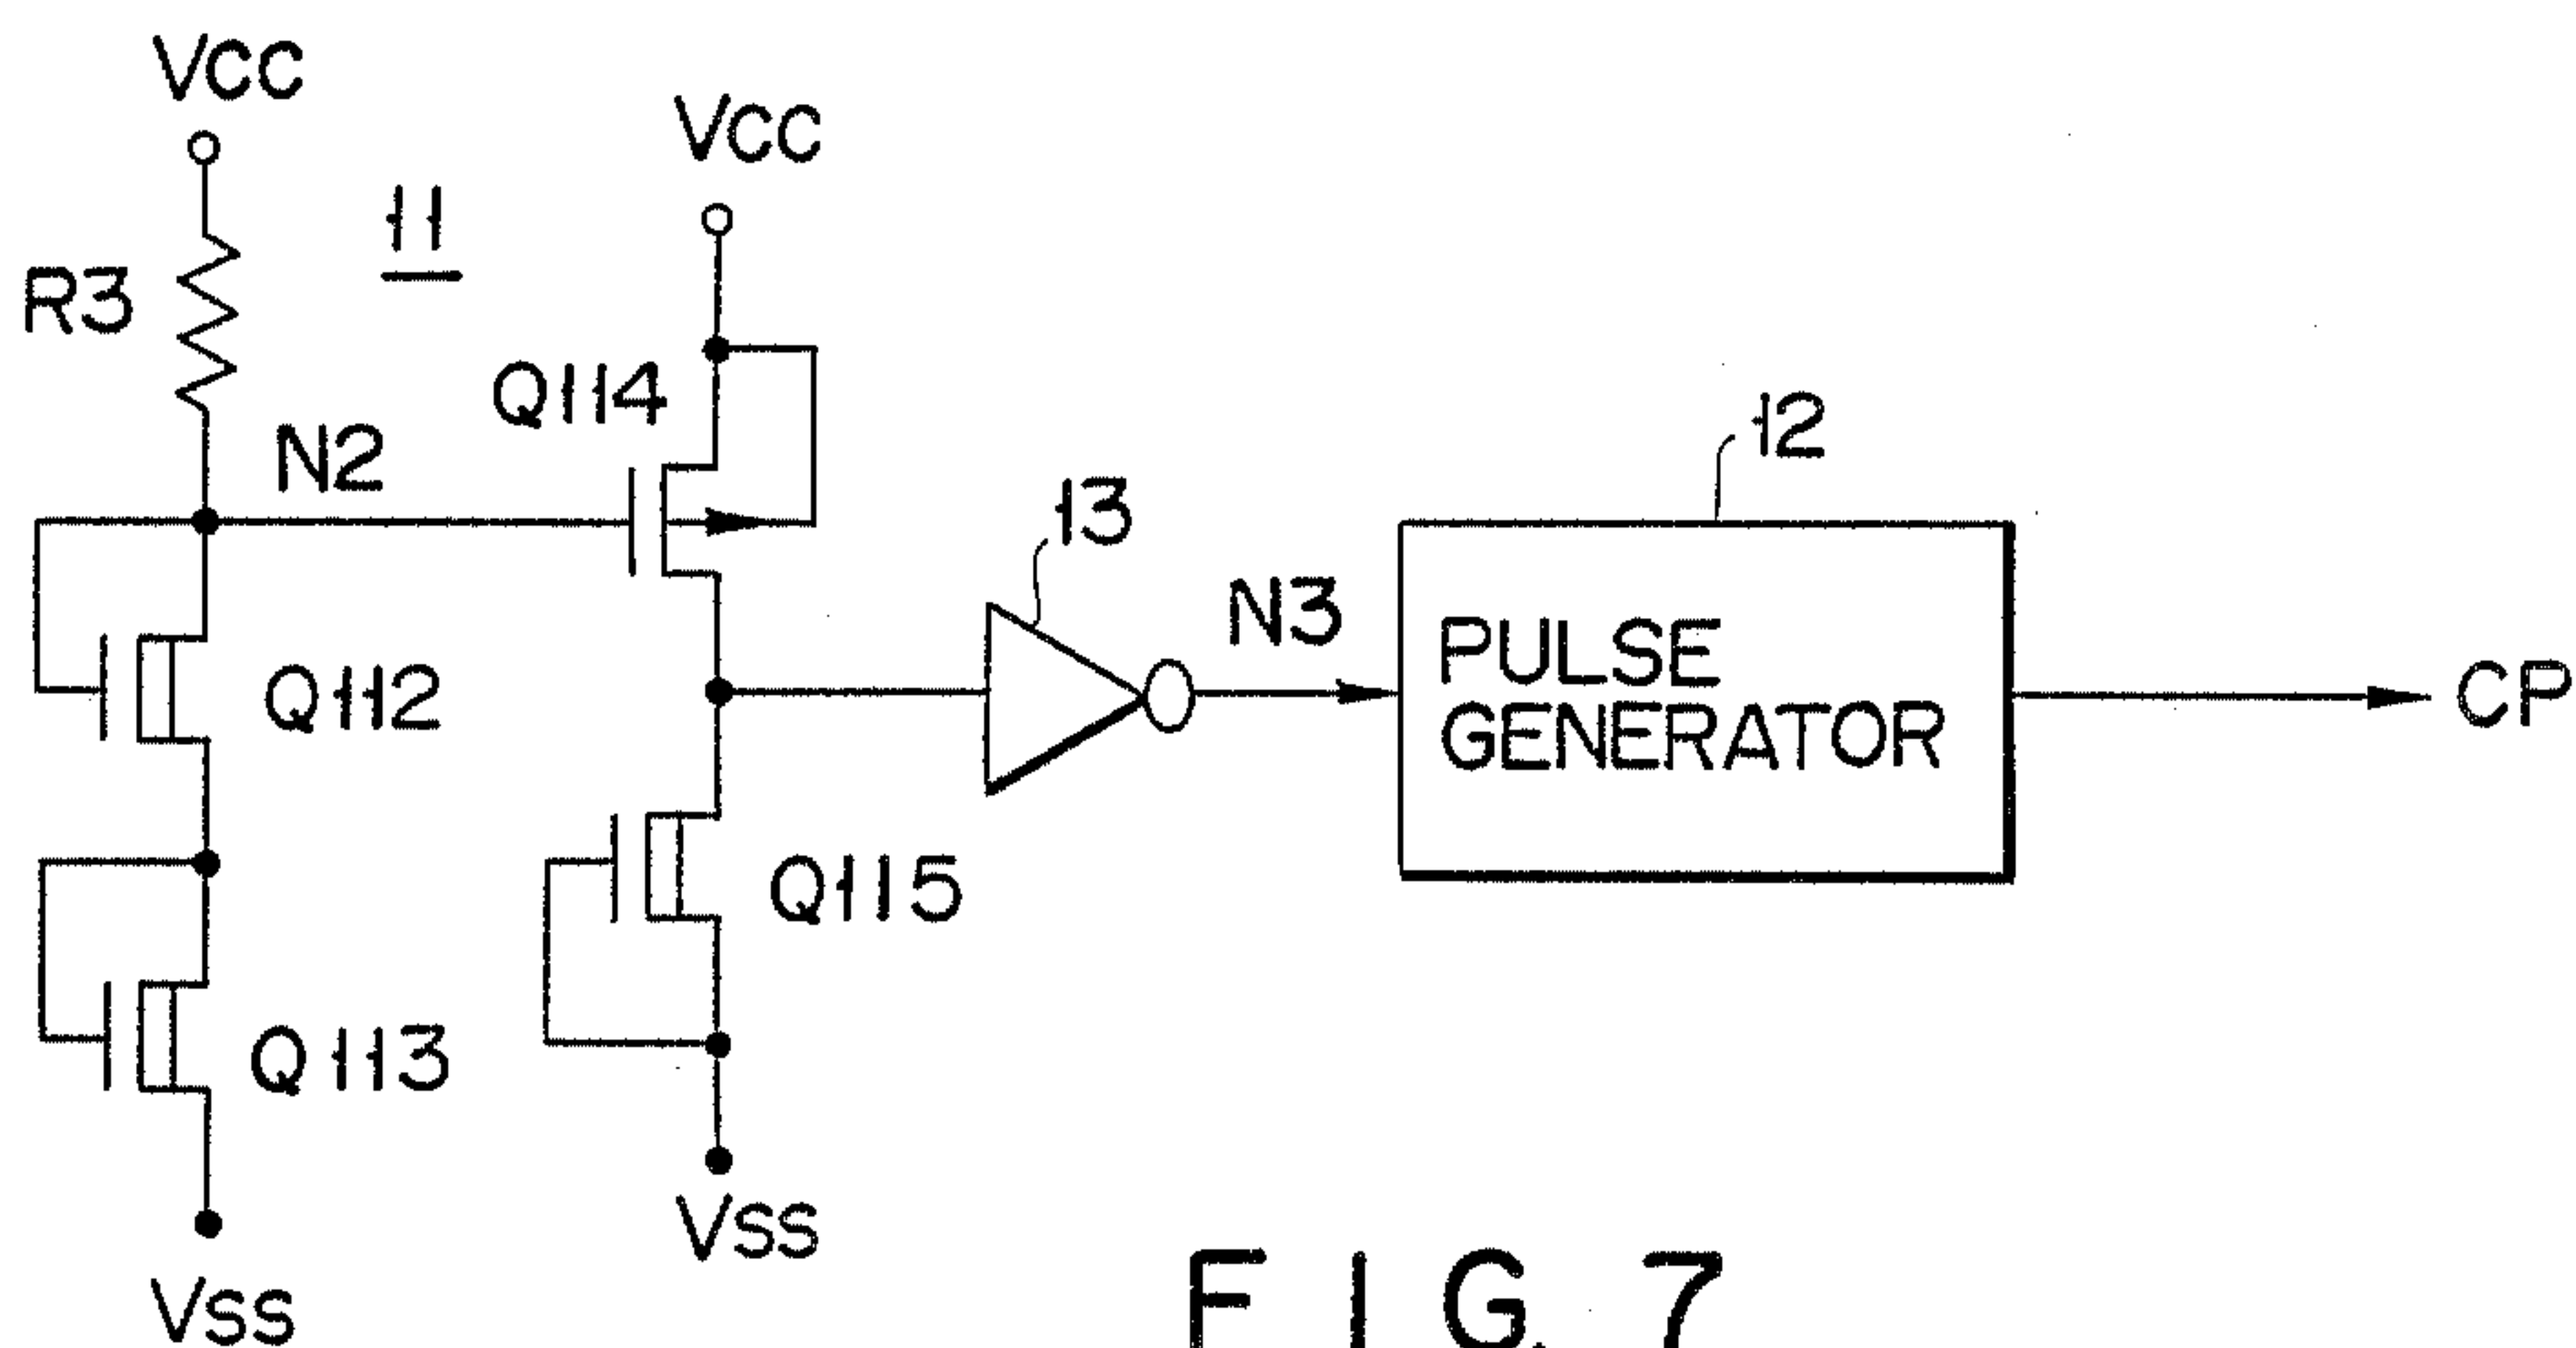 VCC
VCC
11
R3
Q114
N2
12
13
N3
PULSE
GENERATOR
CP
Q112
Q115
Q113
VSS
VSS
FIG. 7